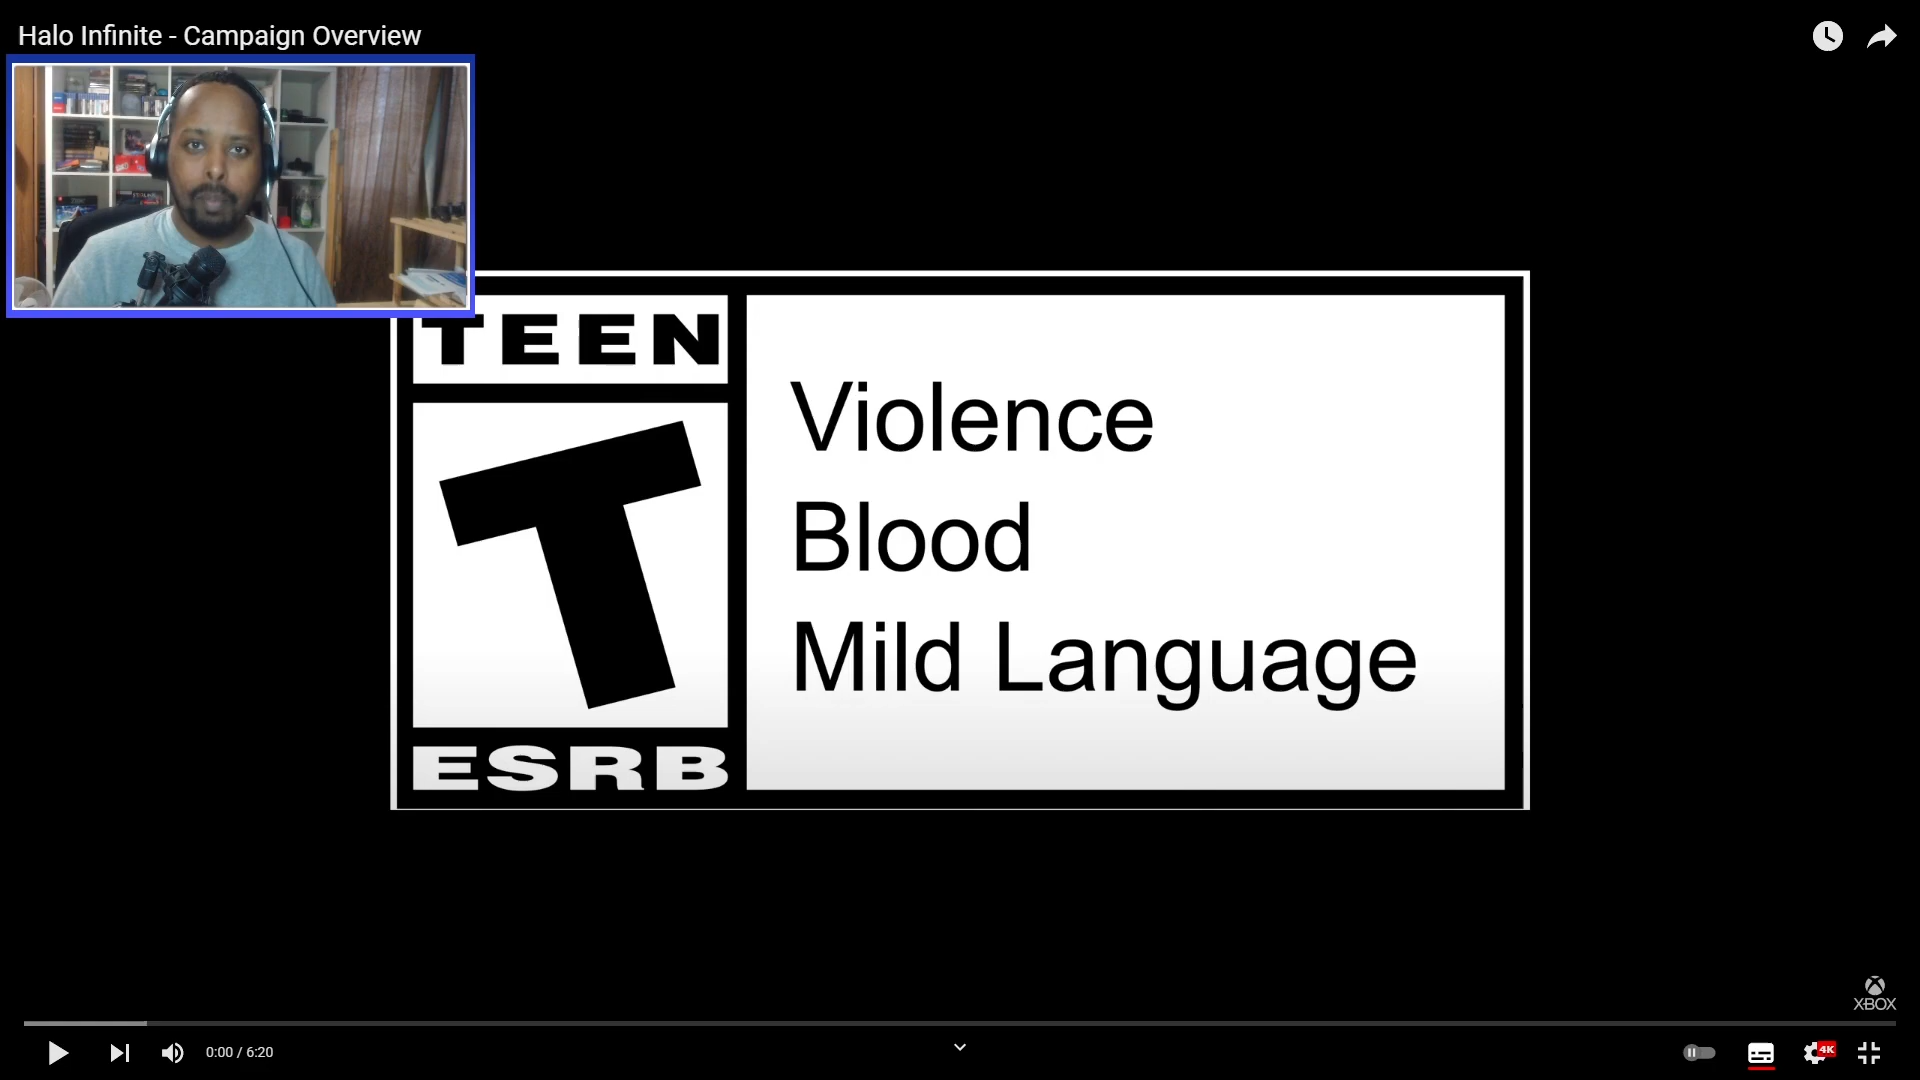 Halo Infinite - Campaign Overview
TEEN
T
ESRB
Violence
Blood
Mild Language
XBOX
0:00 / 6:20
4K